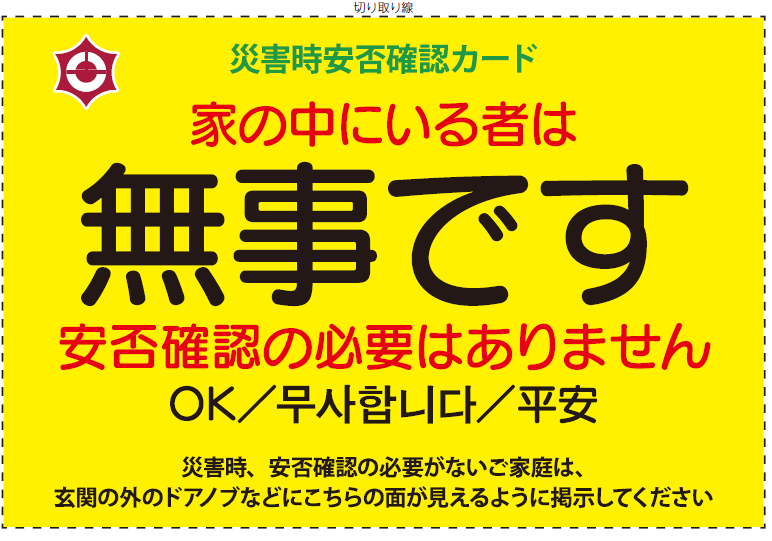 切り取り線
災害時安否確認カード
家の中にいる者は
無事です
安否確認の必要はありません
OK／무사합니다／平安
災害時、安否確認の必要がないご家庭は、
玄関の外のドアノブなどにこちらの面が見えるように掲示してください